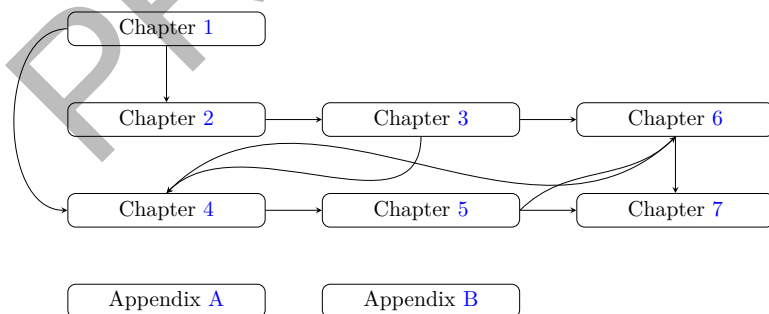 Chapter 1
Chapter 2
Chapter 3
Chapter 6
Chapter 4
Chapter 5
Chapter 7
Appendix A
Appendix B